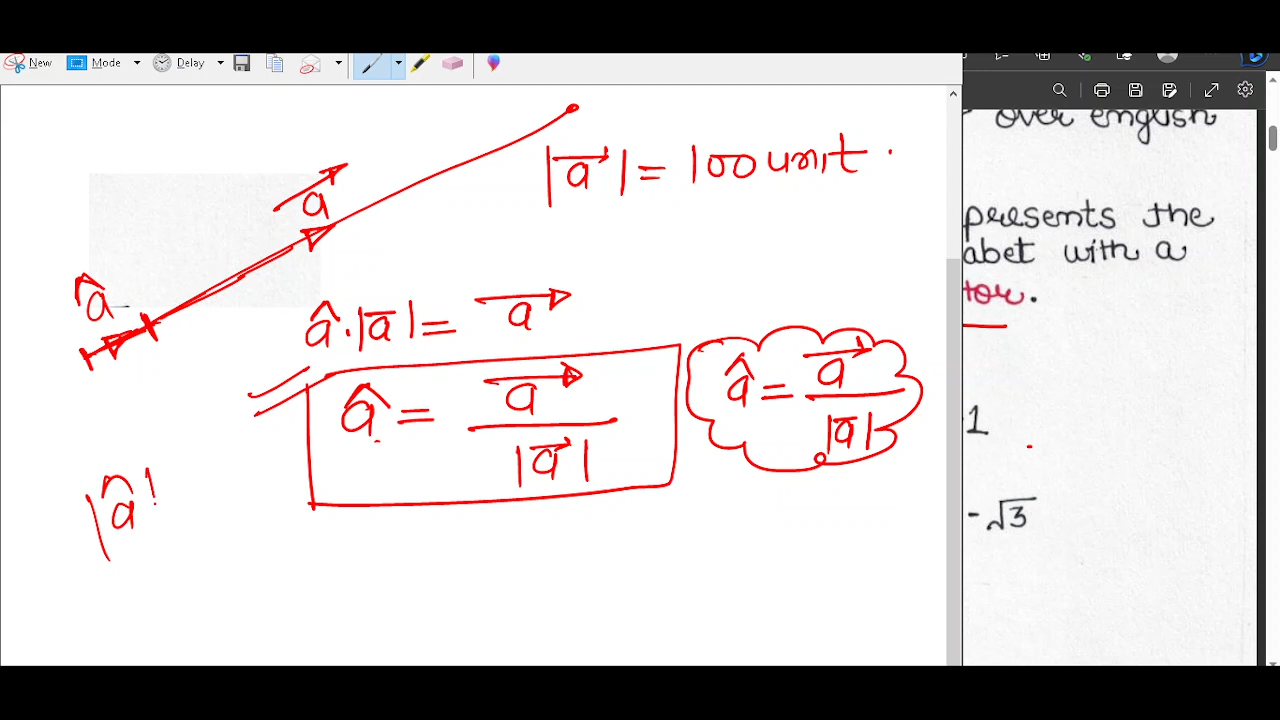 New Mode Delay
over english
|a⃗| = 100 unit.
a⃗
presents the
abet with a
tor.
â
â·|a̅| = a⃗
â = a⃗ / |a⃗|
â = a⃗ / |a̅|
-1
|â|
-√3